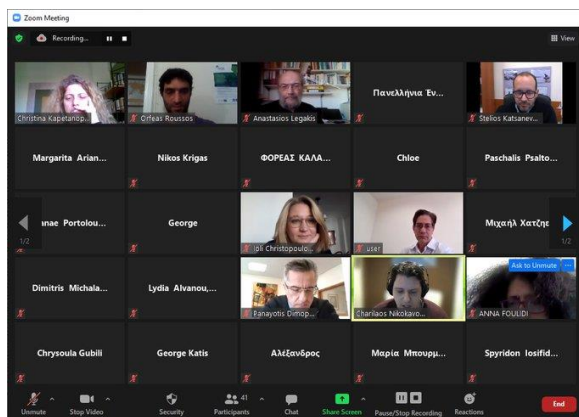 Zoom Meeting
Recording...
View
Christina Kapetanop...
Orfeas Roussos
Anastasios Legakis
Πανελλήνια Έν...
Stelios Katsanev...
Margarita Arian...
Nikos Krigas
ΦΟΡΕΑΣ ΚΑΛΑ...
Chloe
Paschalis Psalto...
nnae Portolou...
George
Ioli Christopoulo...
user
Μιχαήλ Χατζηε
1/2
1/2
Dimitris Michala...
Lydia Alvanou,...
Panayotis Dimop...
Charilaos Nikokavo...
Ask to Unmute
ANNA FOULIDI
Chrysoula Gubili
George Katis
Αλέξανδρος
Μαρία Μπουρμ...
Spyridon Iosifid...
Unmute
Stop Video
Security
Participants
41
Chat
Share Screen
Pause/Stop Recording
Reactions
End